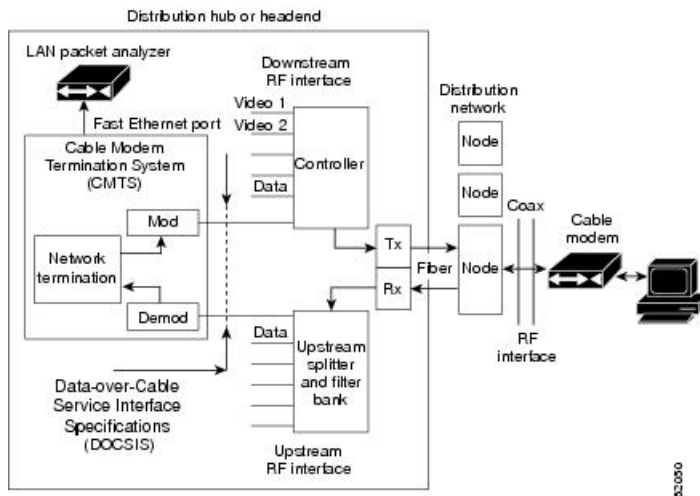 Distribution hub or headend
LAN packet analyzer
Downstream
RF interface
Distribution
network
Video 1
Fast Ethernet port
Video 2
Node
Cable Modem
Termination System
(CMTS)
Controller
Data
Node
Coax
Mod
Cable
modem
Tx
Network
termination
Fiber
Node
Rx
Demod
Data
Upstream
splitter
and filter
bank
RF
interface
Data-over-Cable
Service Interface
Specifications
(DOCSIS)
Upstream
RF interface
52050